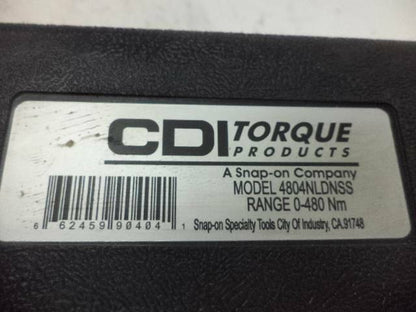 CDI TORQUE
PRODUCTS
A Snap-on Company
MODEL 4804NLDNSS
RANGE 0-480 Nm
6 62459 90404 1
Snap-on Specialty Tools City Of Industry, CA.91748